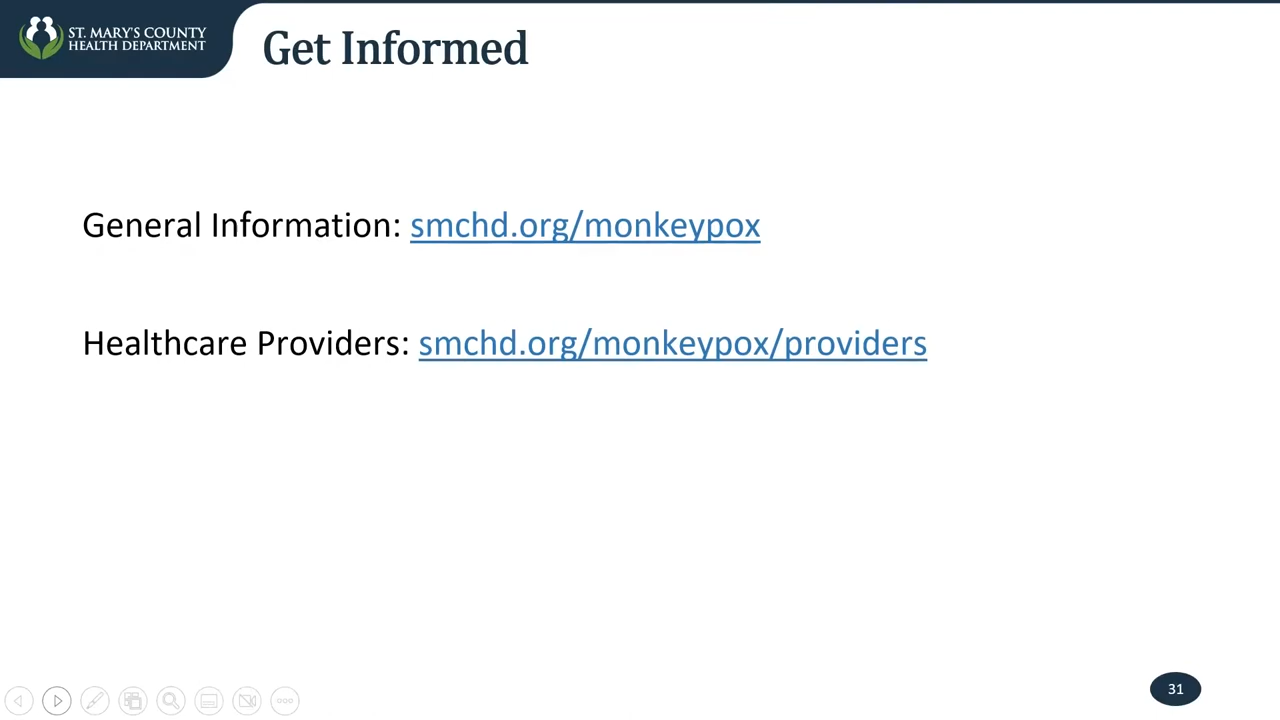 ST. MARY'S COUNTY
HEALTH DEPARTMENT
Get Informed
General Information: smchd.org/monkeypox
Healthcare Providers: smchd.org/monkeypox/providers
31